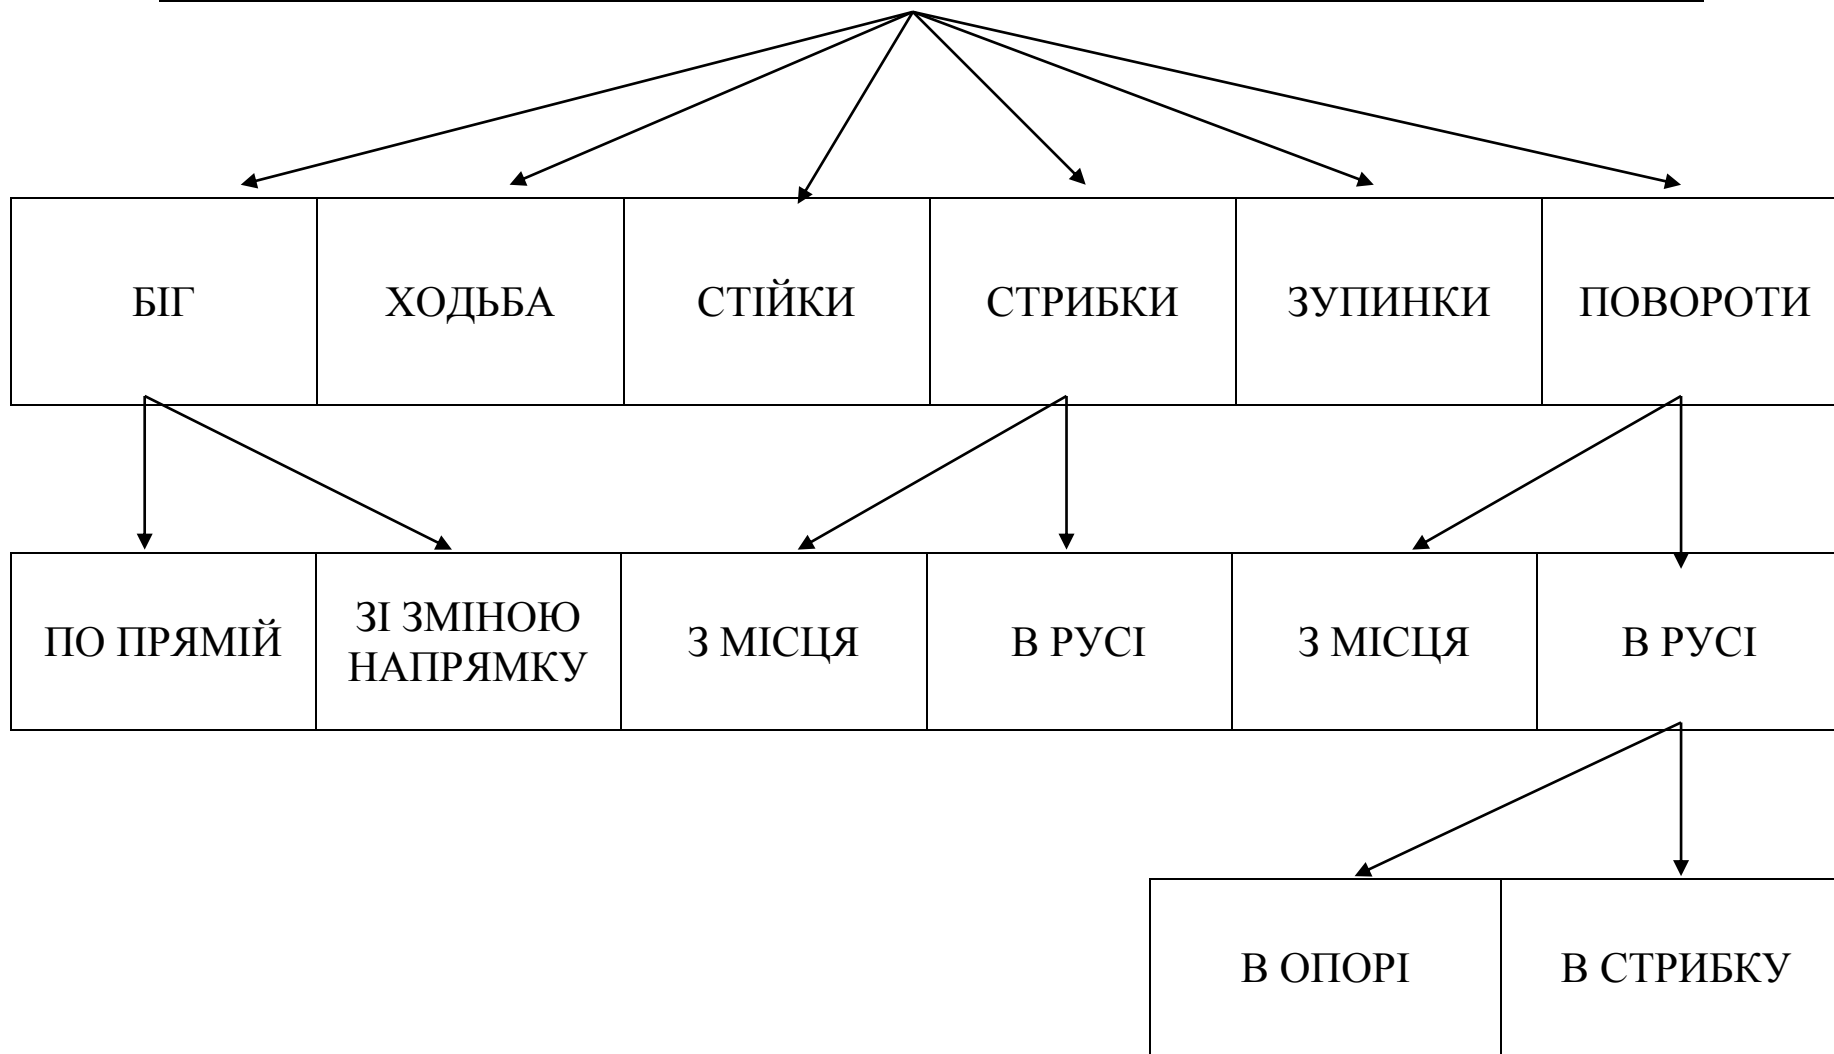 БІГ
ХОДЬБА
СТІЙКИ
СТРИБКИ
ЗУПИНКИ
ПОВОРОТИ
ПО ПРЯМІЙ
ЗІ ЗМІНОЮ
НАПРЯМКУ
З МІСЦЯ
В РУСІ
З МІСЦЯ
В РУСІ
В ОПОРІ
В СТРИБКУ